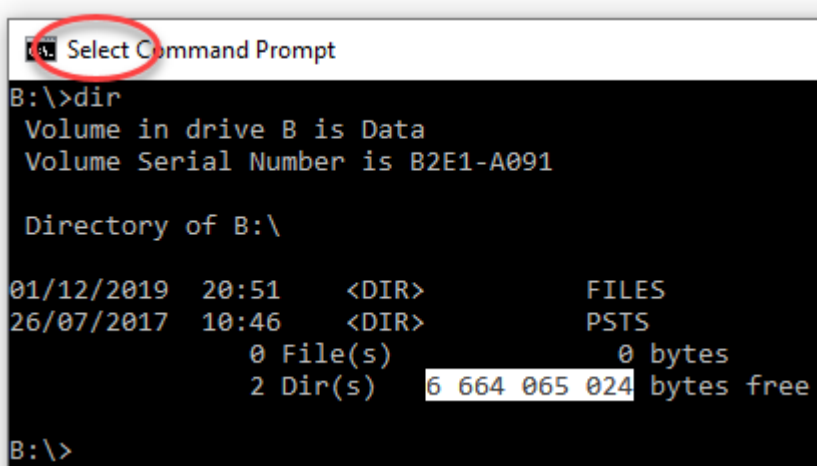 Select Command Prompt
B:\>dir
Volume in drive B is Data
Volume Serial Number is B2E1-A091
Directory of B:\
01/12/2019  20:51    <DIR>          FILES
26/07/2017  10:46    <DIR>          PSTS
0 File(s)              0 bytes
2 Dir(s)   6 664 065 024 bytes free
B:\>